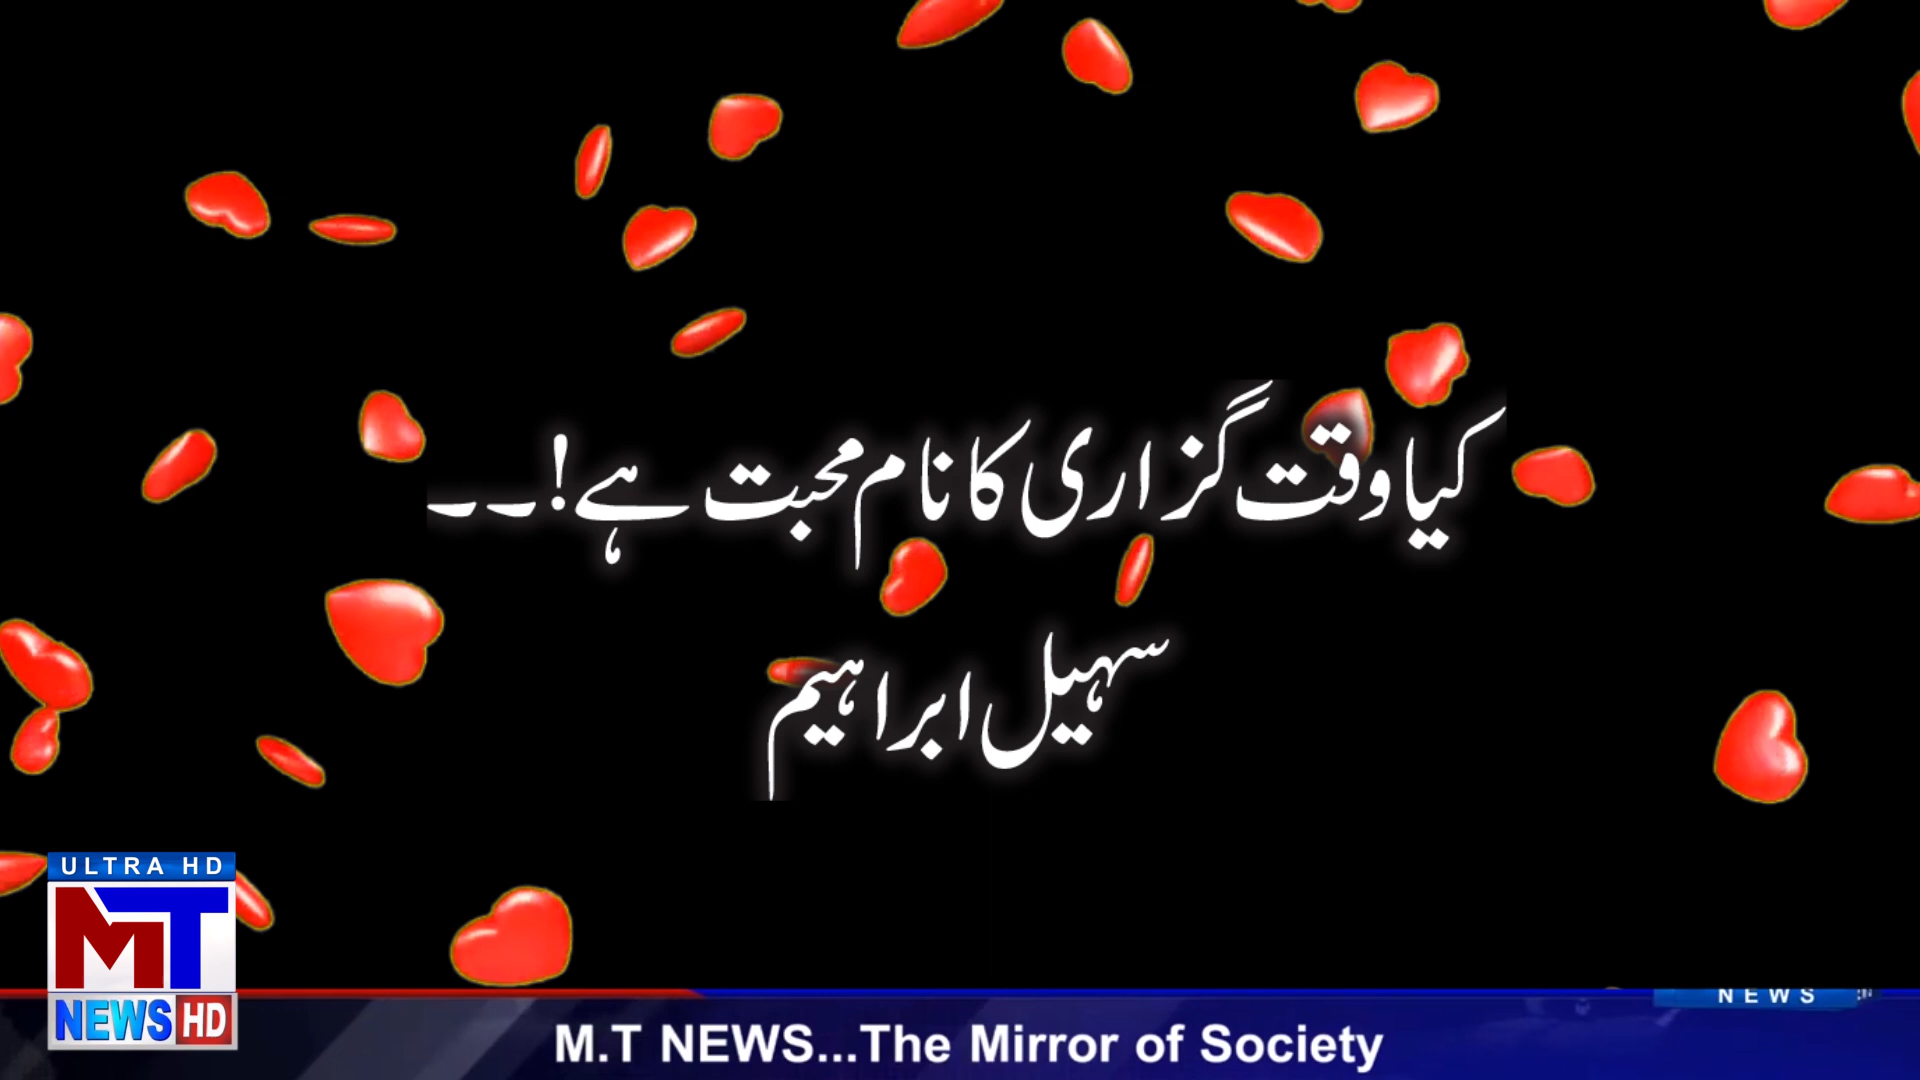 کیا وقت گزاری کا نام محبت ہے!۔۔
سہیل ابراہیم
ULTRA HD
MT
NEWS HD
NEWS
M.T NEWS...The Mirror of Society